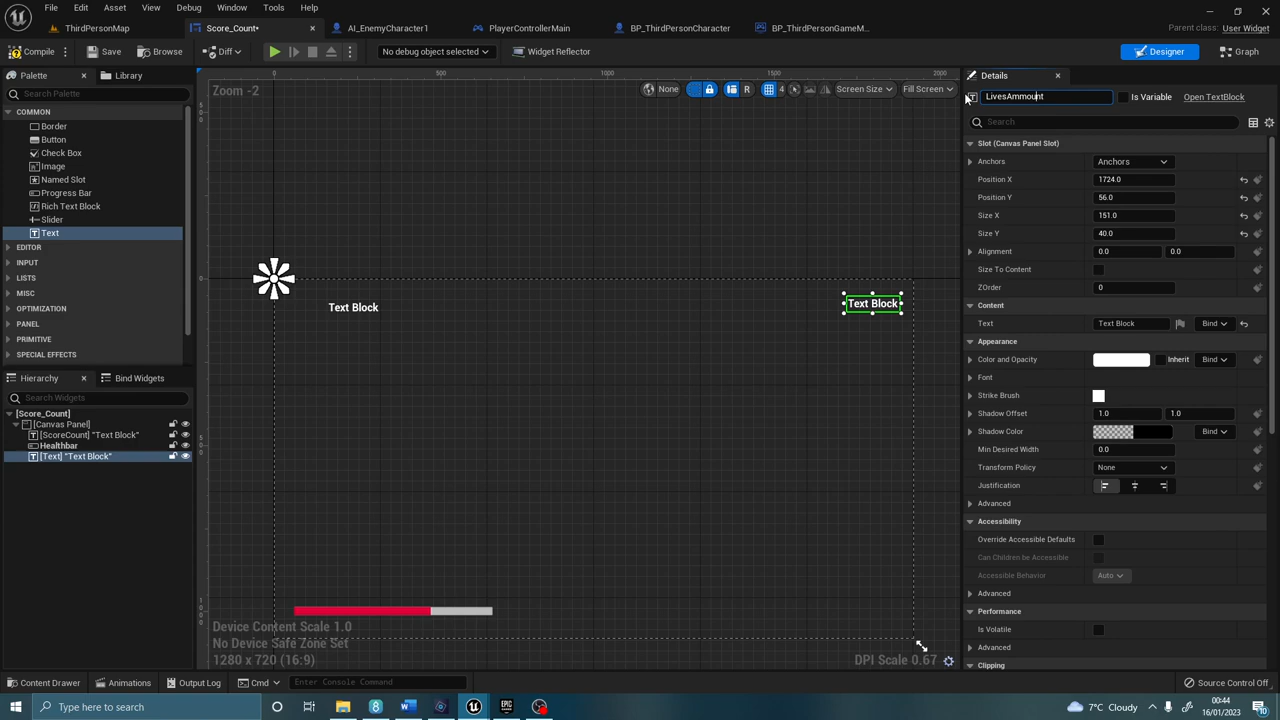 File Edit Asset View Debug Window Tools Help
ThirdPersonMap
Score_Count*
AI_EnemyCharacter1
PlayerControllerMain
BP_ThirdPersonCharacter
BP_ThirdPersonGameM...
Parent class: User Widget
Compile Save Browse Diff No debug object selected Widget Reflector Designer Graph
Palette Library
Search Palette
COMMON
Border
Button
Check Box
Image
Named Slot
Progress Bar
Rich Text Block
Slider
Text
EDITOR
INPUT
LISTS
MISC
OPTIMIZATION
PANEL
PRIMITIVE
SPECIAL EFFECTS
Hierarchy Bind Widgets
Search Widgets
[Score_Count]
[Canvas Panel]
[ScoreCount] "Text Block"
Healthbar
[Text] "Text Block"
0 500 1000 1500 2000
Zoom -2
None R 4 Screen Size Fill Screen
Text Block
Text Block
Device Content Scale 1.0
No Device Safe Zone Set
1280 x 720 (16:9)
DPI Scale 0.67
Details
LivesAmmount Is Variable Open TextBlock
Search
Slot (Canvas Panel Slot)
Anchors Anchors
Position X 1724.0
Position Y 56.0
Size X 151.0
Size Y 40.0
Alignment 0.0 0.0
Size To Content
ZOrder 0
Content
Text Text Block Bind
Appearance
Color and Opacity Inherit Bind
Font
Strike Brush
Shadow Offset 1.0 1.0
Shadow Color Bind
Min Desired Width 0.0
Transform Policy None
Justification
Advanced
Accessibility
Override Accessible Defaults
Can Children be Accessible
Accessible Behavior Auto
Advanced
Performance
Is Volatile
Advanced
Clipping
Content Drawer Animations Output Log Cmd Enter Console Command Source Control Off
Type here to search
7°C Cloudy
00:44
16/01/2023